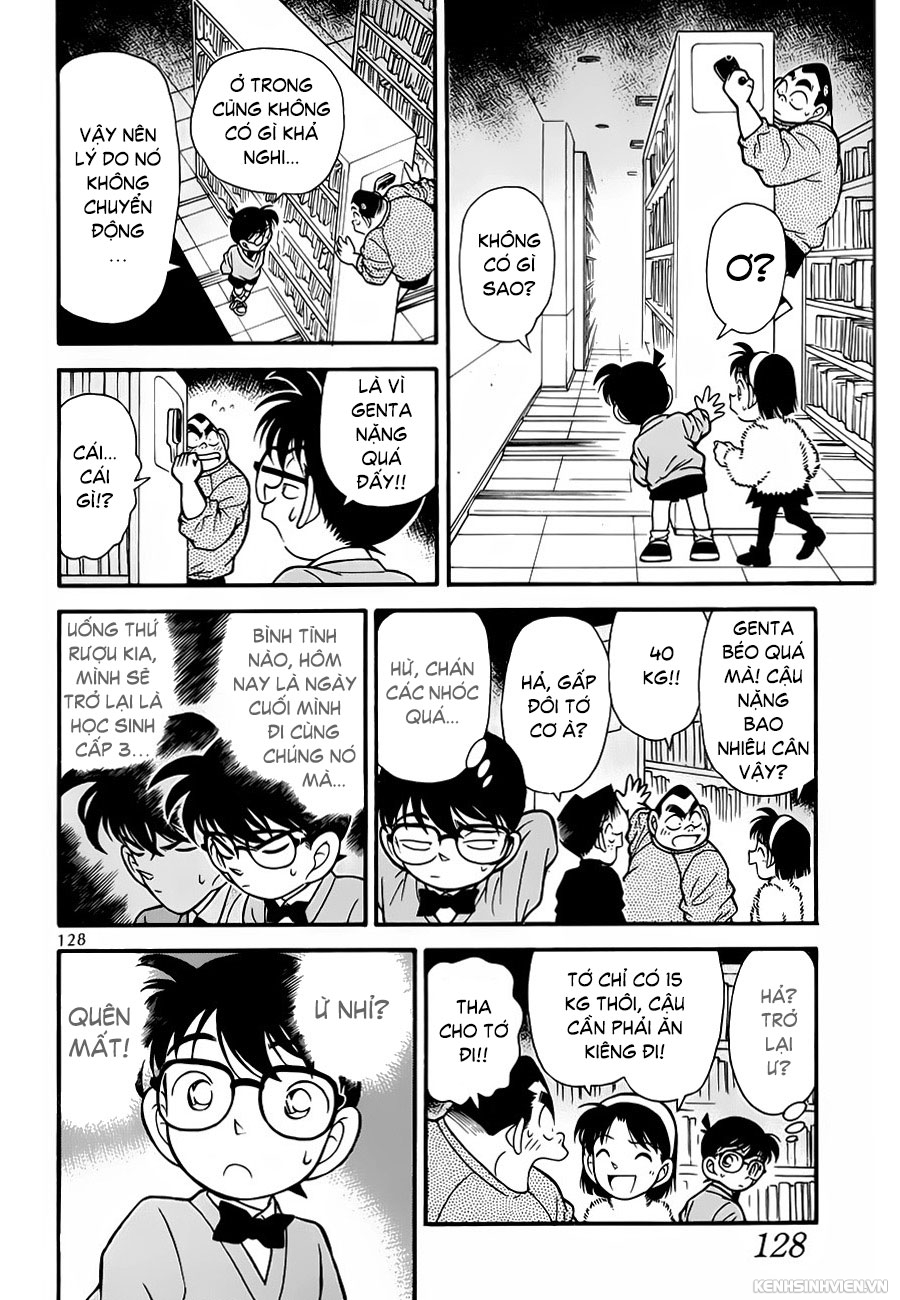 Ơ?
KHÔNG
CÓ GÌ
SAO?
Ở TRONG
CŨNG KHÔNG
CÓ GÌ KHẢ
NGHI...
VẬY NÊN
LÝ DO NÓ
KHÔNG
CHUYỂN
ĐỘNG
...
LÀ VÌ
GENTA
NẶNG
QUÁ
ĐẤY!!
CÁI...
CÁI
GÌ!?
GENTA
BÉO QUÁ
MÀ! CẬU
NẶNG
BAO
NHIÊU CÂN
VẬY?
40
KG!!
HẢ, GẤP
ĐÔI TỚ
CƠ À?
HỪ, CHÁN
CÁC NHÓC
QUÁ...
BÌNH TĨNH
NÀO, HÔM
NAY LÀ NGÀY
CUỐI MÌNH
ĐI CÙNG
CHÚNG NÓ
MÀ...
UỐNG THỨ
RƯỢU KIA,
MÌNH SẼ
TRỞ LẠI LÀ
HỌC SINH
CẤP 3...
128
HẢ?
TRỞ
LẠI
Ư?
TỚ CHỈ CÓ 15
KG THÔI, CẬU
CẦN PHẢI ĂN
KIÊNG ĐI!
THA
CHO TỚ
ĐI!!
Ừ NHỈ?
QUÊN
MẤT!
128
KENHSINHVIEN.VN